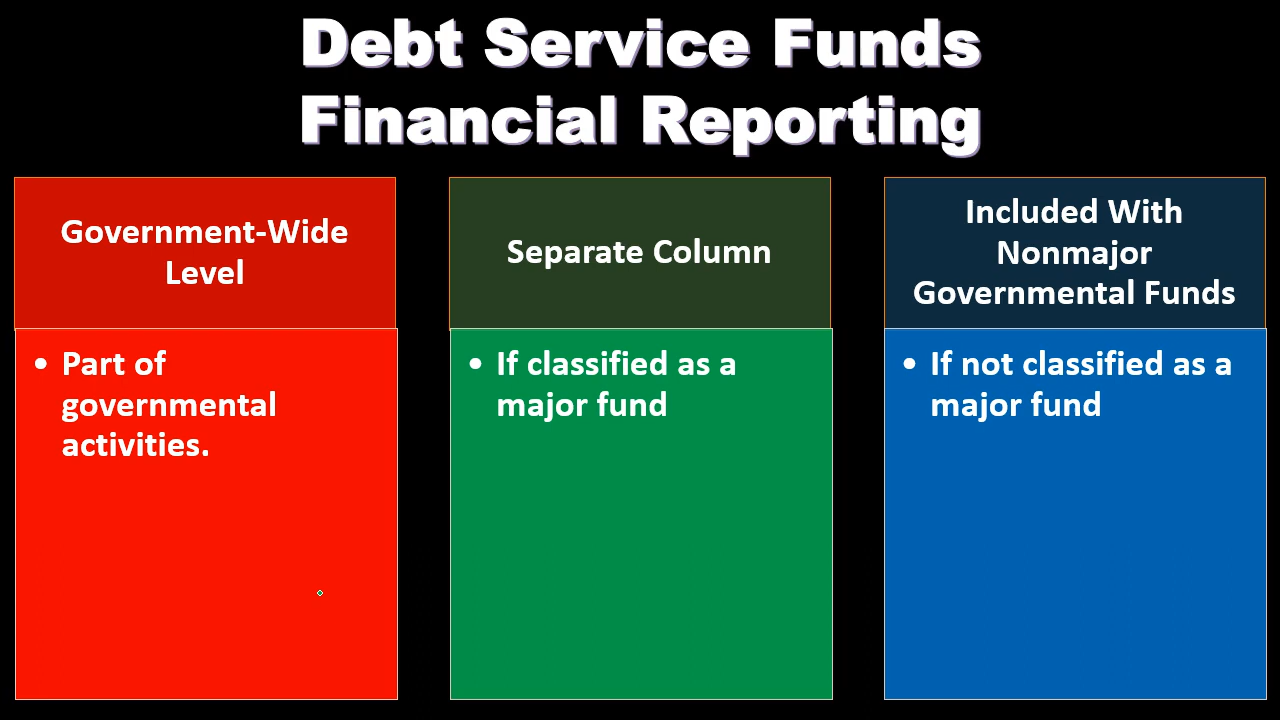 Debt Service Funds
Financial Reporting
Government-Wide
Level
• Part of
governmental
activities.
Separate Column
• If classified as a
major fund
Included With
Nonmajor
Governmental Funds
• If not classified as a
major fund